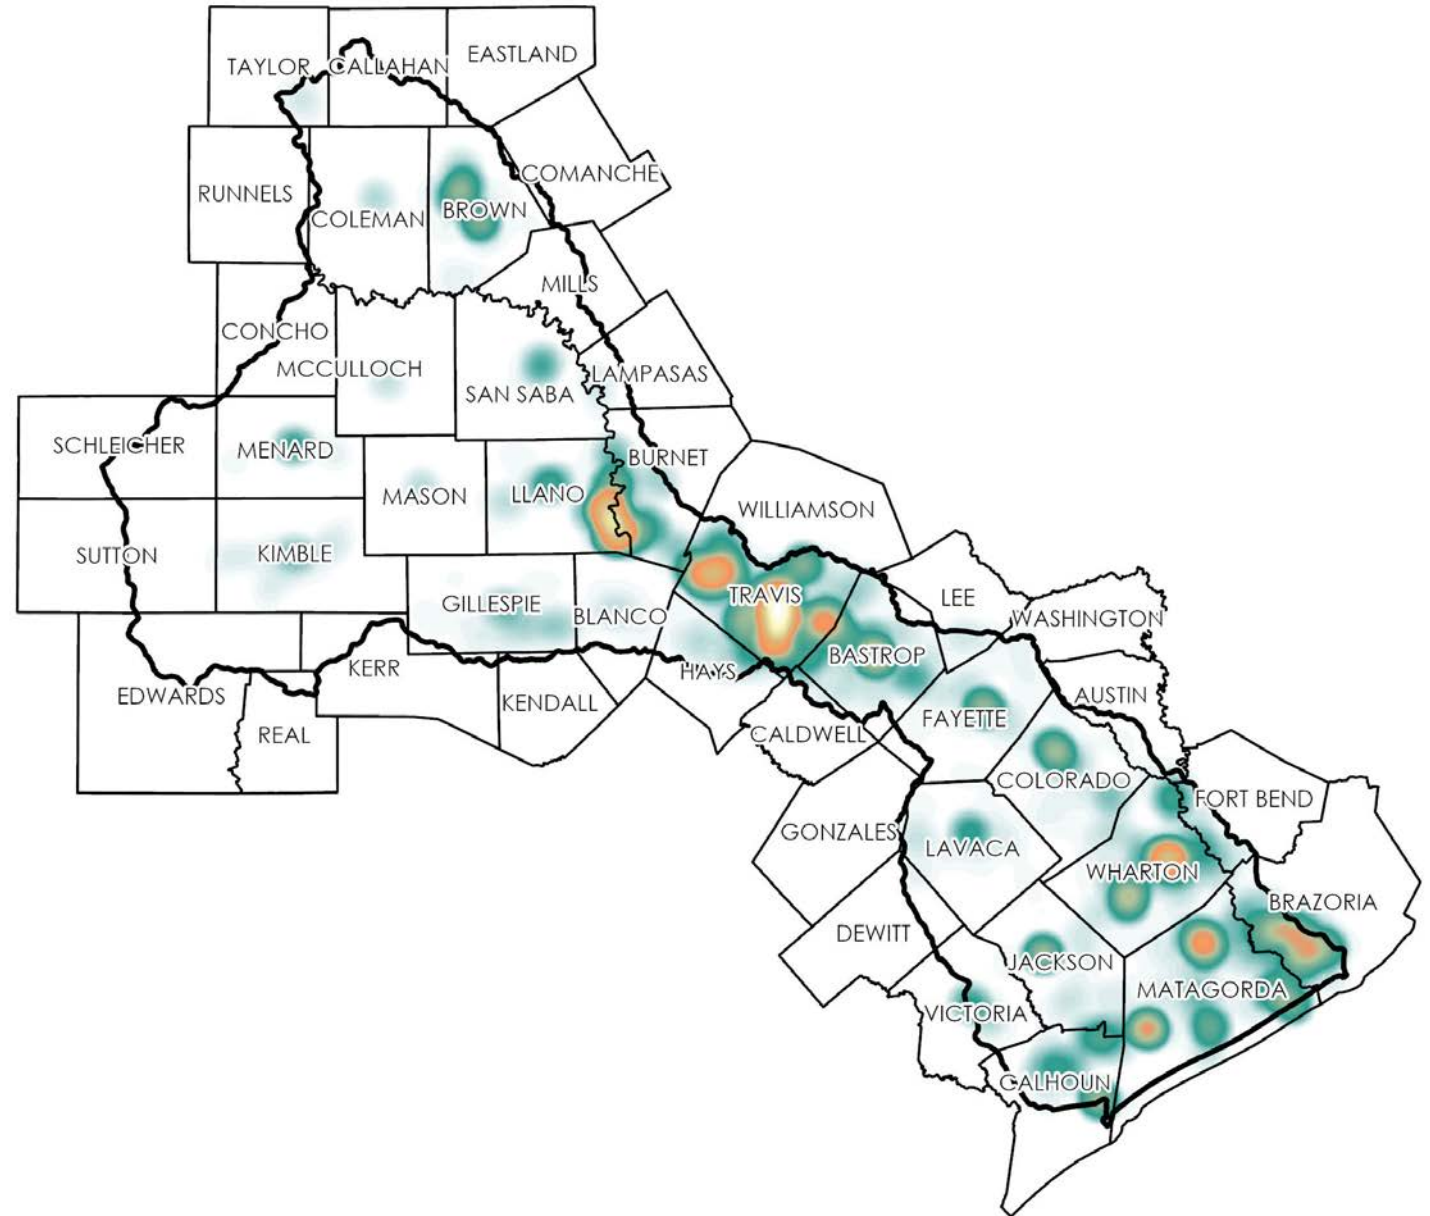 EASTLAND
TAYLOR
CALLAHAN
COMANCHE
RUNNELS
COLEMAN
BROWN
MILLS
CONCHO
MCCULLOCH
SAN SABA
LAMPASAS
SCHLEICHER
MENARD
BURNET
MASON
LLANO
WILLIAMSON
SUTTON
KIMBLE
GILLESPIE
BLANCO
TRAVIS
LEE
WASHINGTON
BASTROP
KERR
HAYS
EDWARDS
KENDALL
AUSTIN
REAL
CALDWELL
FAYETTE
COLORADO
FORT BEND
GONZALES
LAVACA
WHARTON
BRAZORIA
DEWITT
JACKSON
MATAGORDA
VICTORIA
CALHOUN